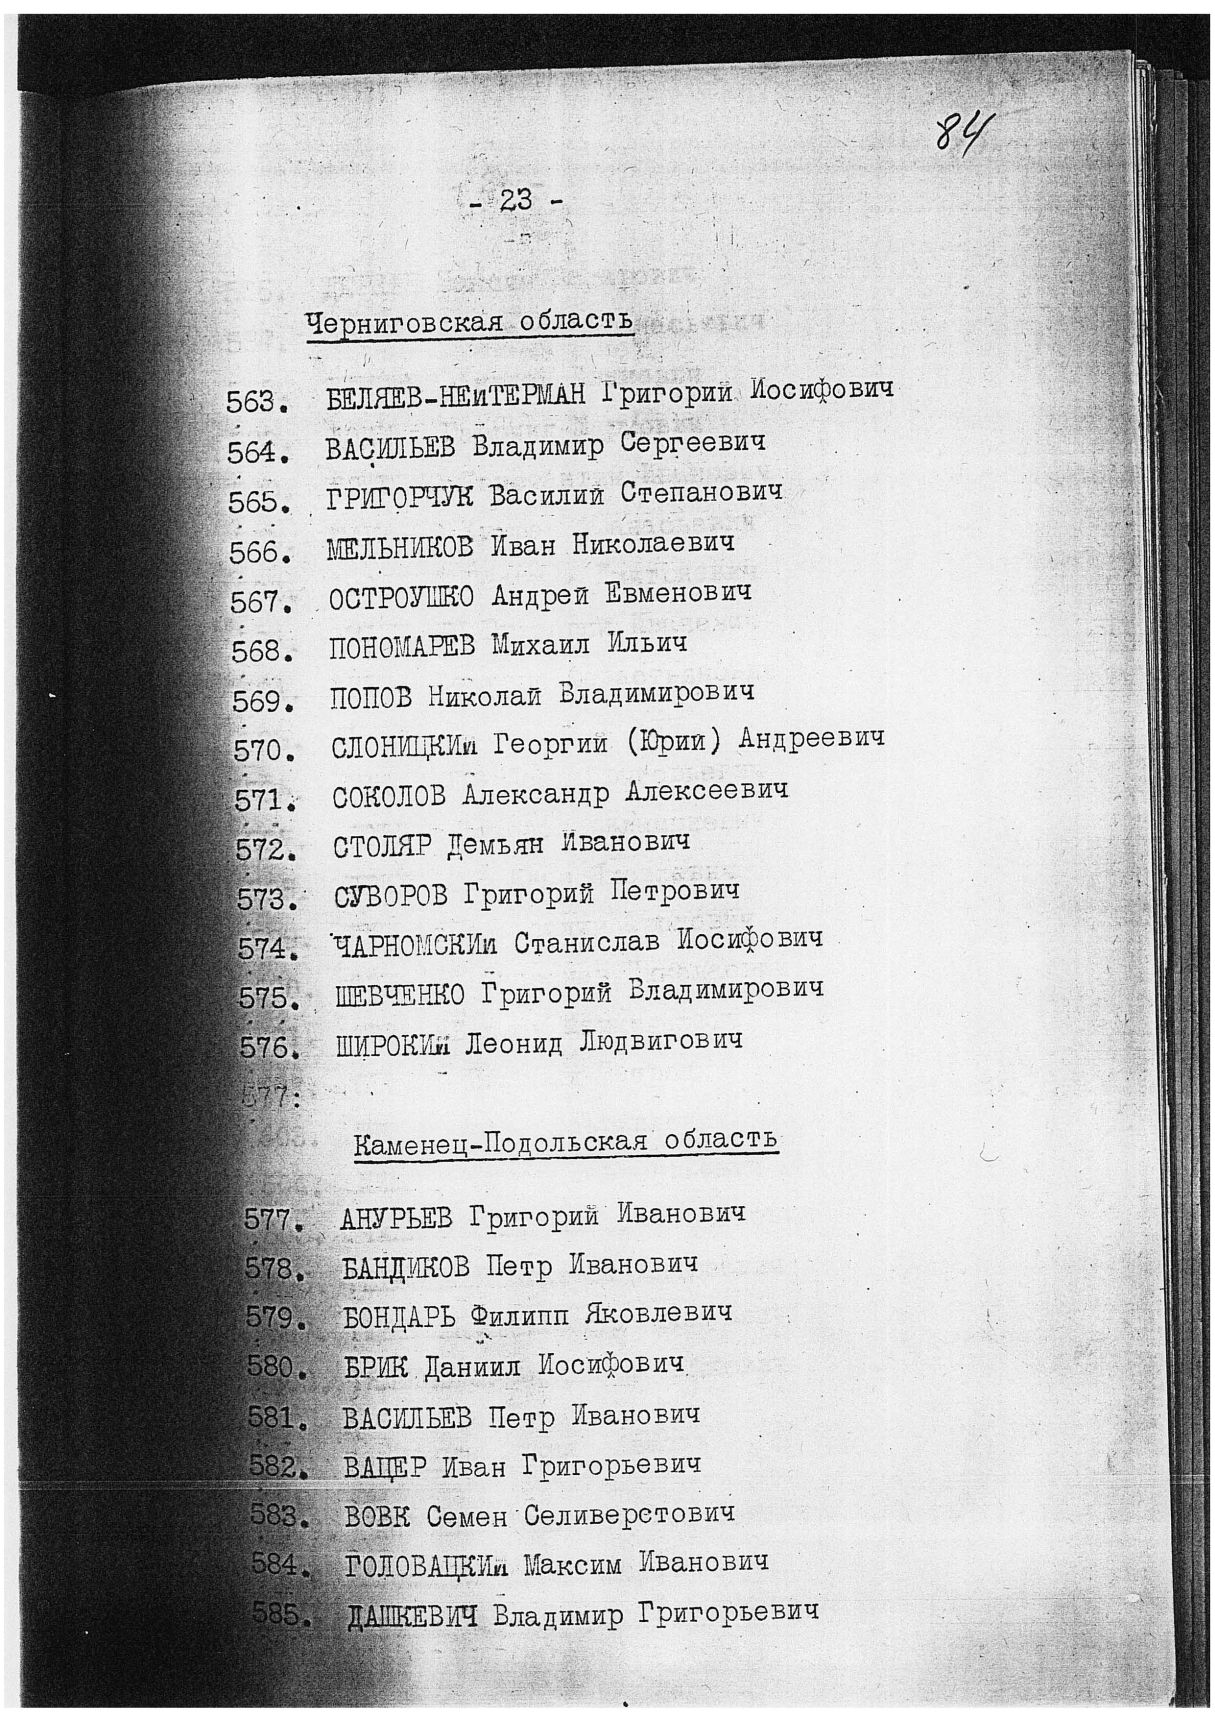 84
- 23 -
Черниговская область
563. БЕЛЯЕВ-НЕйТЕРМАН Григорий Иосифович
564. ВАСИЛЬЕВ Владимир Сергеевич
565. ГРИГОРЧУК Василий Степанович
566. МЕЛЬНИКОВ Иван Николаевич
567. ОСТРОУШКО Андрей Евменович
568. ПОНОМАРЕВ Михаил Ильич
569. ПОПОВ Николай Владимирович
570. СЛОНИЦКИй Георгий (Юрий) Андреевич
571. СОКОЛОВ Александр Алексеевич
572. СТОЛЯР Демьян Иванович
573. СУВОРОВ Григорий Петрович
574. ЧАРНОМСКИй Станислав Иосифович
575. ШЕВЧЕНКО Григорий Владимирович
576. ШИРОКИй Леонид Людвигович
577:
Каменец-Подольская область
577. АНУРЬЕВ Григорий Иванович
578. БАНДИКОВ Петр Иванович
579. БОНДАРЬ Филипп Яковлевич
580. БРИК Даниил Иосифович
581. ВАСИЛЬЕВ Петр Иванович
582. ВАЦЕР Иван Григорьевич
583. ВОВК Семен Селиверстович
584. ГОЛОВАЦКИй Максим Иванович
585. ДАШКЕВИЧ Владимир Григорьевич